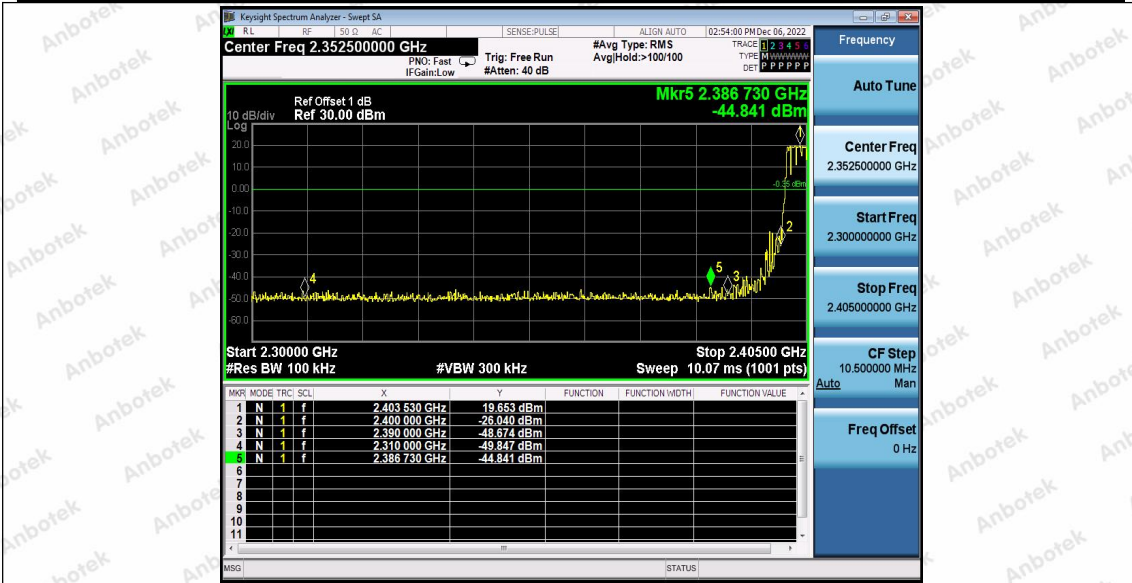 Keysight Spectrum Analyzer - Swept SA
RL RF 50 Ω AC SENSE:PULSE ALIGN AUTO 02:54:00 PM Dec 06, 2022
Center Freq 2.352500000 GHz
PNO: Fast
IFGain:Low
Trig: Free Run
#Atten: 40 dB
#Avg Type: RMS
Avg|Hold:>100/100
TRACE 1 2 3 4 5 6
TYPE M WWWWW
DET P P P P P P
Mkr5 2.386 730 GHz
-44.841 dBm
Ref Offset 1 dB
10 dB/div Ref 30.00 dBm
Log
20.0
10.0
0.00
-0.35 dBm
-10.0
-20.0
-30.0
-40.0
-50.0
-60.0
1
2
3
4
5
Start 2.30000 GHz Stop 2.40500 GHz
#Res BW 100 kHz #VBW 300 kHz Sweep 10.07 ms (1001 pts)
MKR MODE TRC SCL X Y FUNCTION FUNCTION WIDTH FUNCTION VALUE
1 N 1 f 2.403 530 GHz 19.653 dBm
2 N 1 f 2.400 000 GHz -26.040 dBm
3 N 1 f 2.390 000 GHz -48.674 dBm
4 N 1 f 2.310 000 GHz -49.847 dBm
5 N 1 f 2.386 730 GHz -44.841 dBm
6
7
8
9
10
11
MSG STATUS
Frequency
Auto Tune
Center Freq
2.352500000 GHz
Start Freq
2.300000000 GHz
Stop Freq
2.405000000 GHz
CF Step
10.500000 MHz
Auto Man
Freq Offset
0 Hz
Anbotek